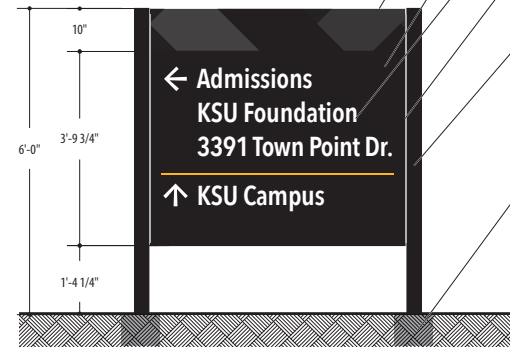 10"
← Admissions
KSU Foundation
3'-9 3/4"
6'-0"
3391 Town Point Dr.
↑ KSU Campus
1'-4 1/4"